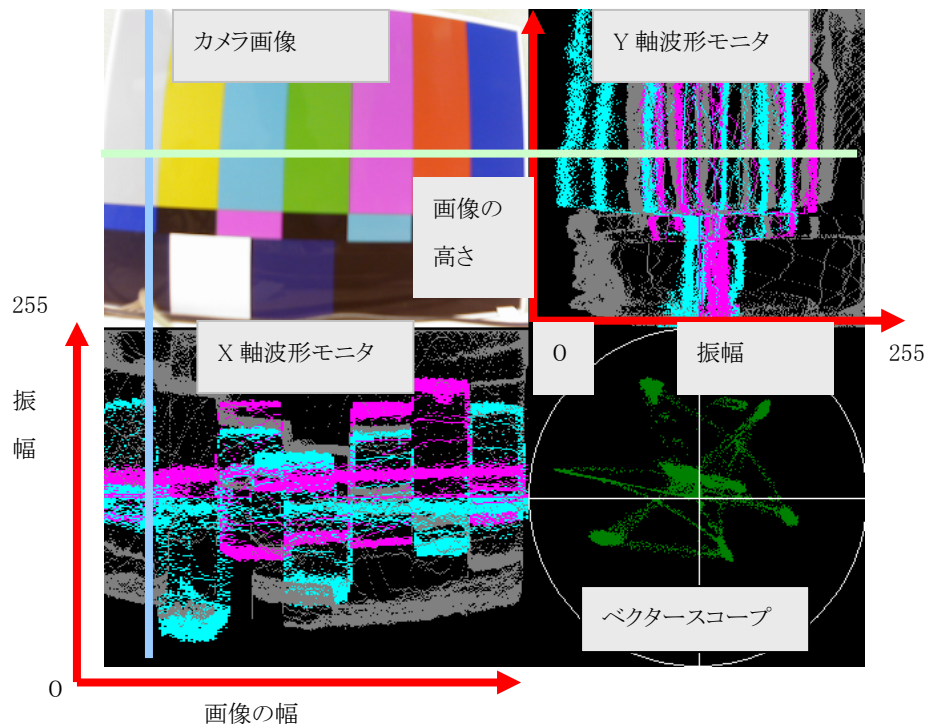 カメラ画像
Y 軸波形モニタ
画像の
高さ
255
X 軸波形モニタ
0
振幅
255
振
幅
ベクタースコープ
0
画像の幅